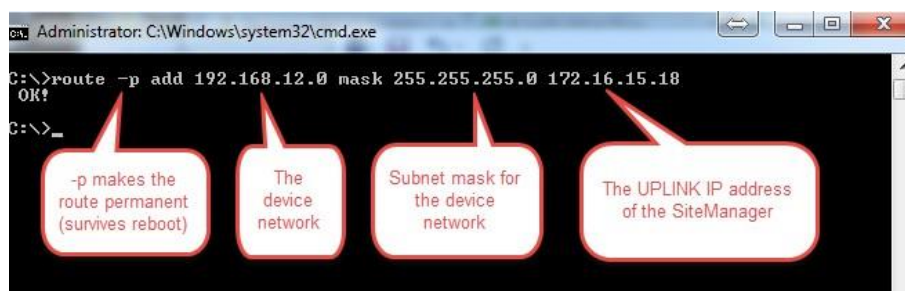 Administrator: C:\Windows\system32\cmd.exe
C:\>route -p add 192.168.12.0 mask 255.255.255.0 172.16.15.18
OK!
C:\>_
-p makes the
route permanent
(survives reboot)
The
device
network
Subnet mask for
the device
network
The UPLINK IP address
of the SiteManager